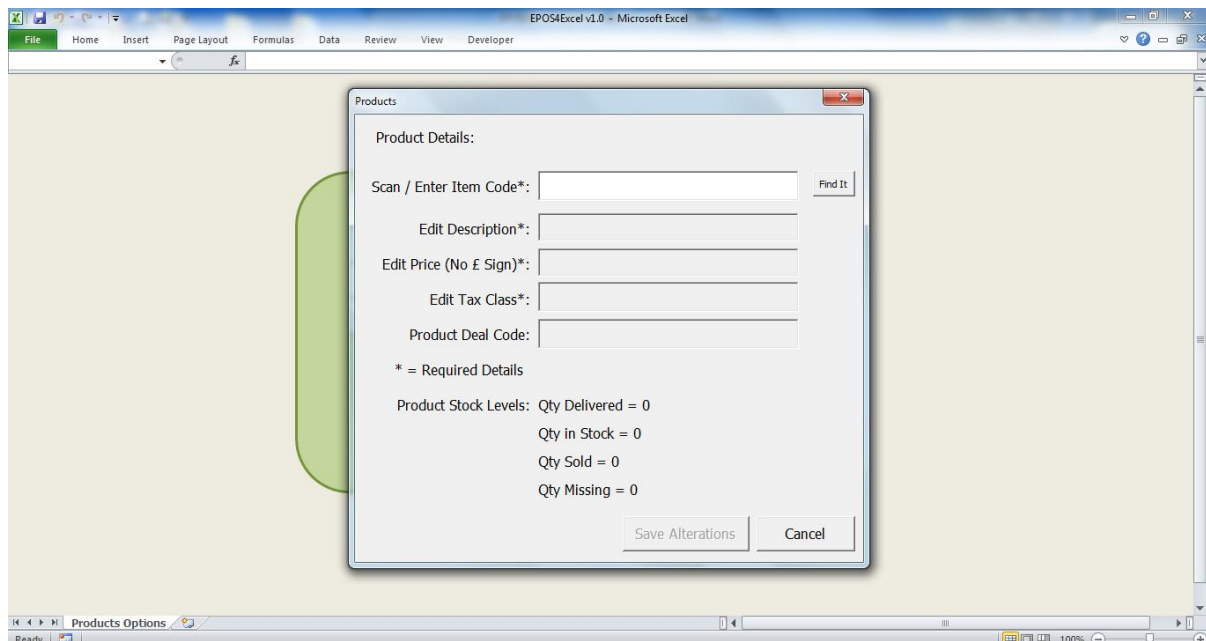 EPOS4Excel v1.0 - Microsoft Excel
File Home Insert Page Layout Formulas Data Review View Developer
fx
Products
Product Details:
Scan / Enter Item Code*: Find It
Edit Description*:
Edit Price (No £ Sign)*:
Edit Tax Class*:
Product Deal Code:
* = Required Details
Product Stock Levels: Qty Delivered = 0
Qty in Stock = 0
Qty Sold = 0
Qty Missing = 0
Save Alterations Cancel
Products Options
Ready 100%